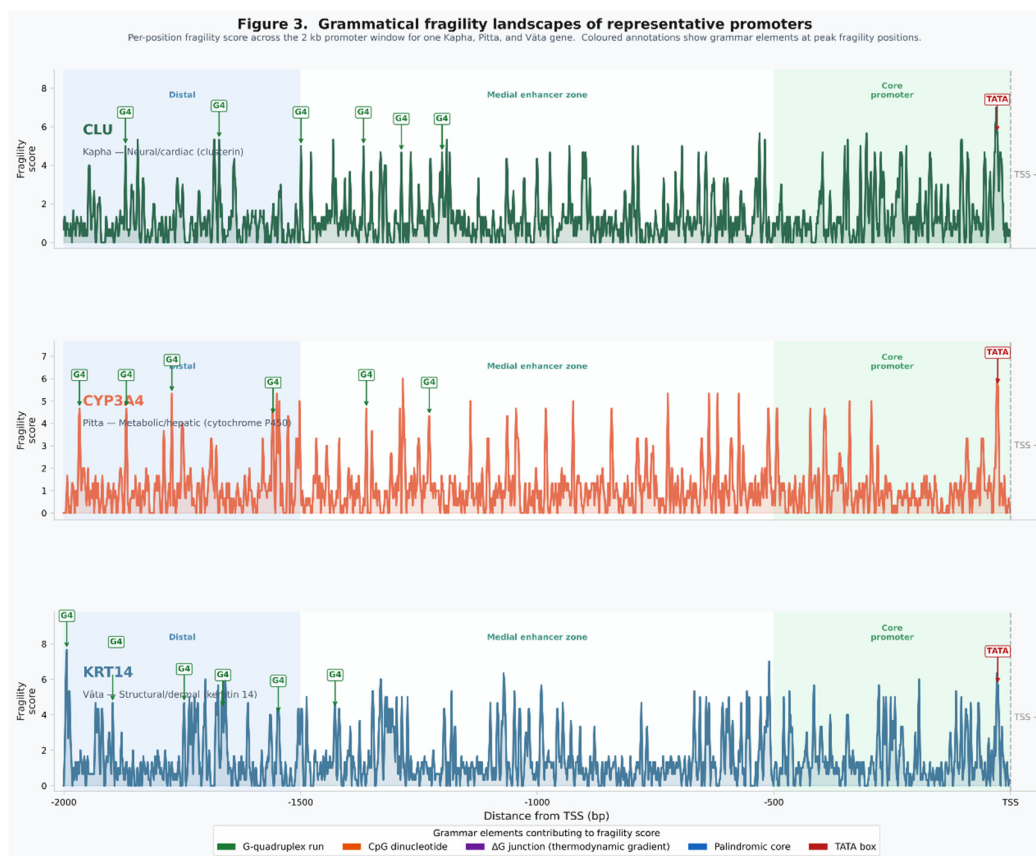 Figure 3. Grammatical fragility landscapes of representative promoters
Per-position fragility score across the 2 kb promoter window for one Kapha, Pitta, and Vāta gene. Coloured annotations show grammar elements at peak fragility positions.
Distal
Medial enhancer zone
Core
promoter
G4
G4
G4
G4
G4
G4
TATA
CLU
Kapha — Neural/cardiac (clusterin)
Fragility
score
8
6
4
2
0
TSS
Distal
Medial enhancer zone
Core
promoter
G4
G4
G4
G4
G4
G4
TATA
CYP3A4
Pitta — Metabolic/hepatic (cytochrome P450)
Fragility
score
7
6
5
4
3
2
1
0
TSS
Distal
Medial enhancer zone
Core
promoter
G4
G4
G4
G4
G4
G4
TATA
KRT14
Vāta — Structural/dermal (keratin 14)
Fragility
score
8
6
4
2
0
TSS
-2000 -1500 -1000 -500 TSS
Distance from TSS (bp)
Grammar elements contributing to fragility score
G-quadruplex run CpG dinucleotide ΔG junction (thermodynamic gradient) Palindromic core TATA box